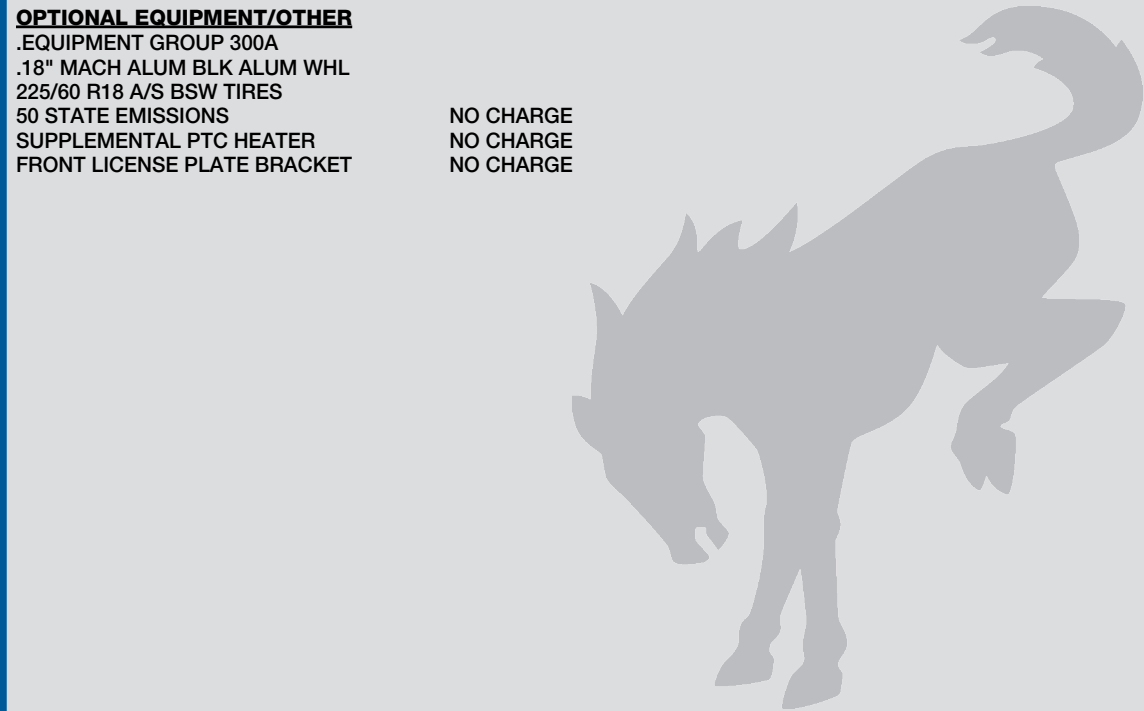 OPTIONAL EQUIPMENT/OTHER
.EQUIPMENT GROUP 300A
.18" MACH ALUM BLK ALUM WHL
225/60 R18 A/S BSW TIRES
50 STATE EMISSIONS NO CHARGE
SUPPLEMENTAL PTC HEATER NO CHARGE
FRONT LICENSE PLATE BRACKET NO CHARGE